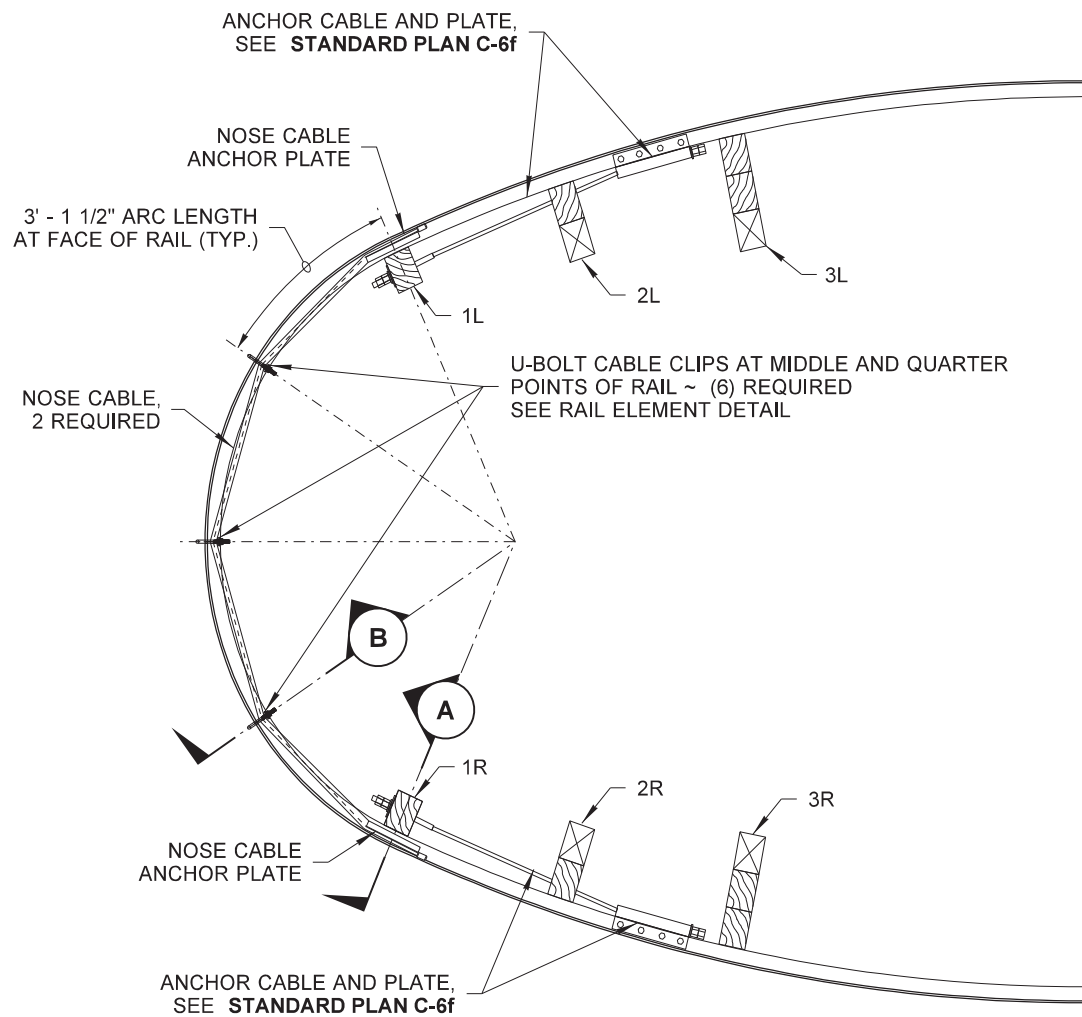 ANCHOR CABLE AND PLATE,
SEE STANDARD PLAN C-6f
NOSE CABLE
ANCHOR PLATE
3' - 1 1/2" ARC LENGTH
AT FACE OF RAIL (TYP.)
1L
2L
3L
U-BOLT CABLE CLIPS AT MIDDLE AND QUARTER
POINTS OF RAIL ~ (6) REQUIRED
SEE RAIL ELEMENT DETAIL
NOSE CABLE,
2 REQUIRED
B
A
1R
2R
3R
NOSE CABLE
ANCHOR PLATE
ANCHOR CABLE AND PLATE,
SEE STANDARD PLAN C-6f